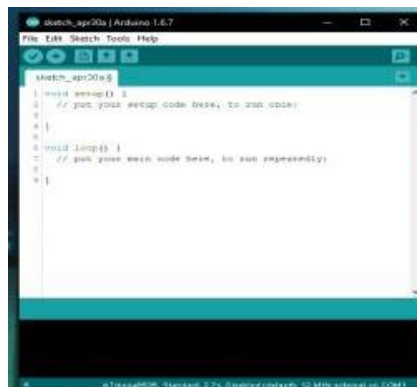 sketch_apr30a | Arduino 1.6.7
File Edit Sketch Tools Help
sketch_apr30a §
1 void setup() {
2 // put your setup code here, to run once:
3
4 }
5
6 void loop() {
7 // put your main code here, to run repeatedly:
8
9 }